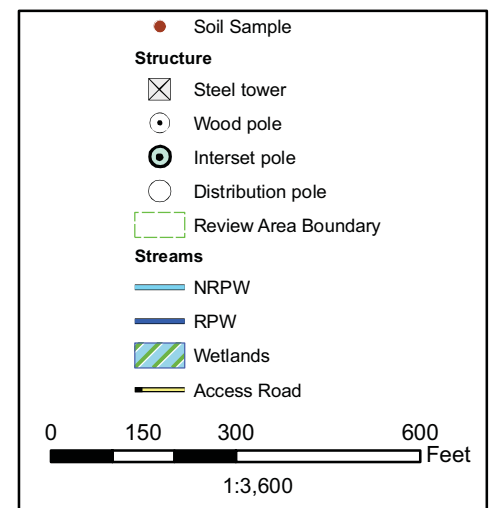 Soil Sample
Structure
Steel tower
Wood pole
Interset pole
Distribution pole
Review Area Boundary
Streams
NRPW
RPW
Wetlands
Access Road
0 150 300 600
Feet
1:3,600